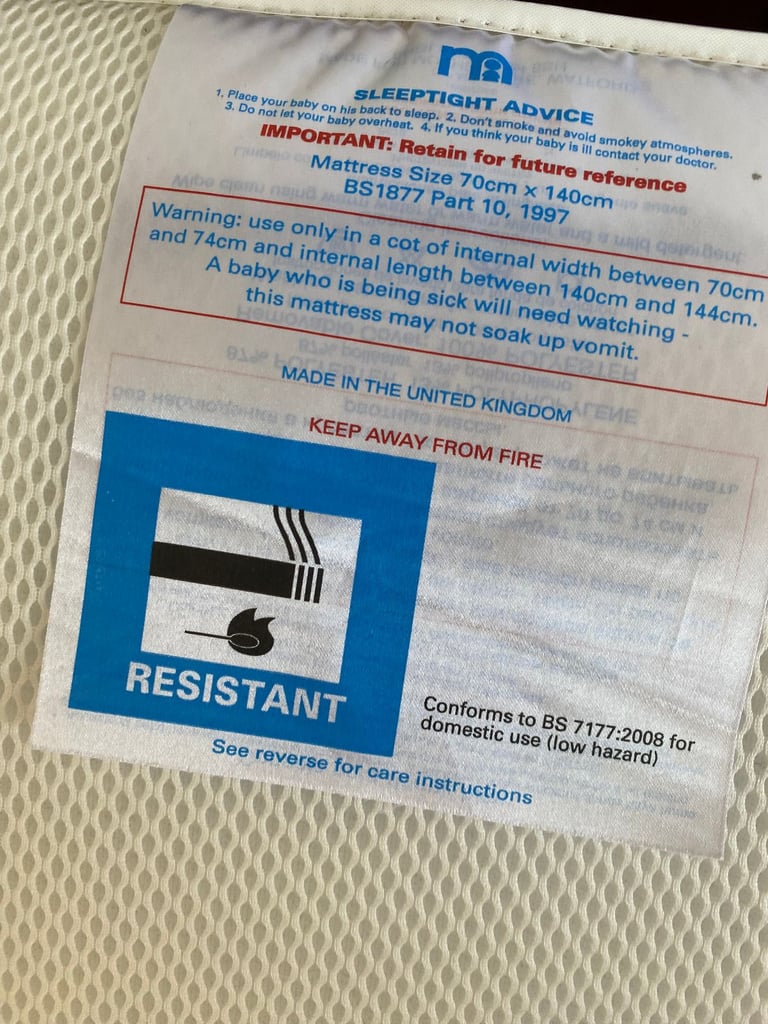 m
SLEEPTIGHT ADVICE
1. Place your baby on his back to sleep. 2. Don't smoke and avoid smokey atmospheres.
3. Do not let your baby overheat. 4. If you think your baby is ill contact your doctor.
IMPORTANT: Retain for future reference
Mattress Size 70cm x 140cm
BS1877 Part 10, 1997
Warning: use only in a cot of internal width between 70cm
and 74cm and internal length between 140cm and 144cm.
A baby who is being sick will need watching -
this mattress may not soak up vomit.
MADE IN THE UNITED KINGDOM
KEEP AWAY FROM FIRE
RESISTANT
Conforms to BS 7177:2008 for
domestic use (low hazard)
See reverse for care instructions